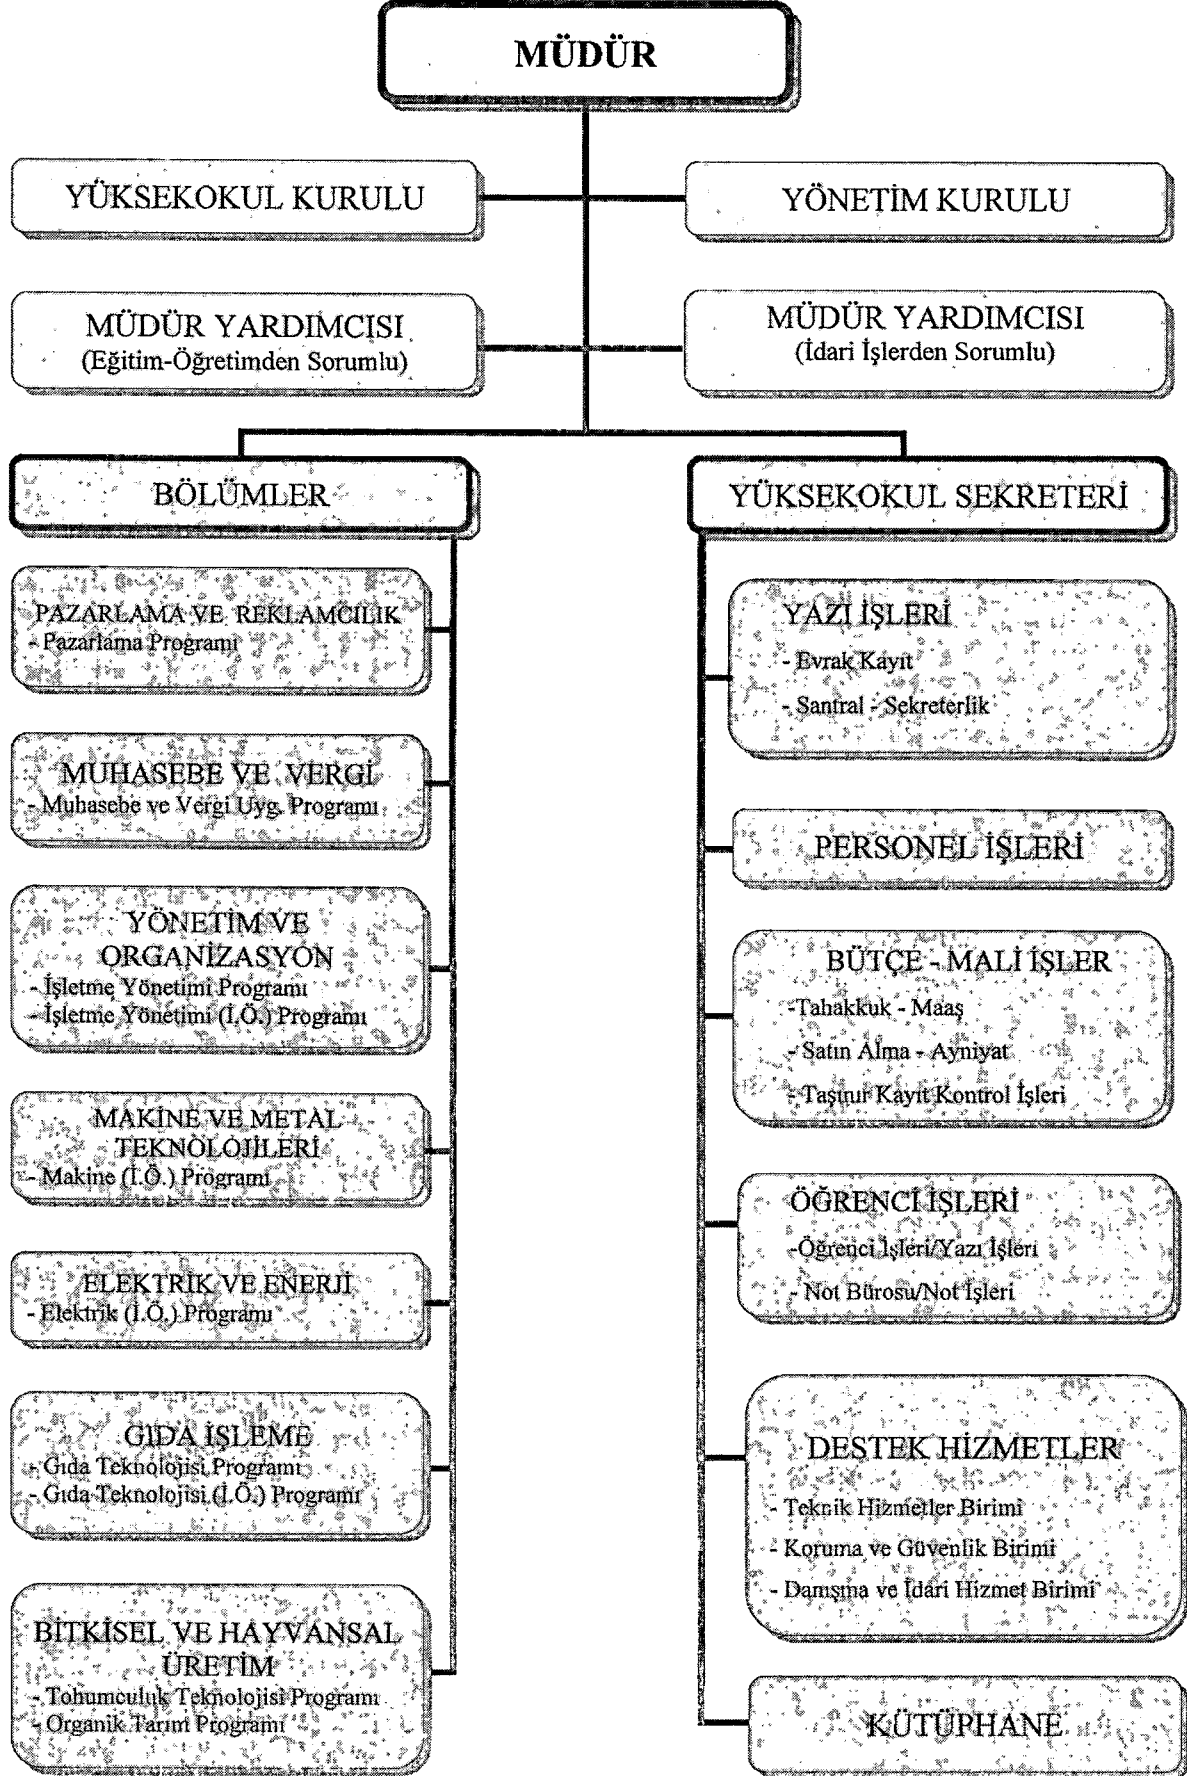 MÜDÜR
YÜKSEKOKUL KURULU
YÖNETİM KURULU
MÜDÜR YARDIMCISI
(Eğitim-Öğretimden Sorumlu)
MÜDÜR YARDIMCISI
(İdari İşlerden Sorumlu)
BÖLÜMLER
PAZARLAMA VE REKLAMCILIK
- Pazarlama Programı
MUHASEBE VE VERGİ
- Muhasebe ve Vergi Uyg. Programı
YÖNETİM VE
ORGANİZASYON
- İşletme Yönetimi Programı
- İşletme Yönetimi (İ.Ö.) Programı
MAKİNE VE METAL
TEKNOLOJİLERİ
- Makine (İ.Ö.) Programı
ELEKTRİK VE ENERJİ
- Elektrik (İ.Ö.) Programı
GIDA İŞLEME
- Gıda Teknolojisi Programı
- Gıda Teknolojisi (İ.Ö.) Programı
BİTKİSEL VE HAYVANSAL
ÜRETİM
- Tohumculuk Teknolojisi Programı
- Organik Tarım Programı
YÜKSEKOKUL SEKRETERİ
YAZI İŞLERİ
- Evrak Kayıt
- Santral - Sekreterlik
PERSONEL İŞLERİ
BÜTÇE - MALİ İŞLER
-Tahakkuk - Maaş
- Satın Alma - Ayniyat
- Taşınır Kayıt Kontrol İşleri
ÖĞRENCİ İŞLERİ
-Öğrenci İşleri/Yazı İşleri
- Not Bürosu/Not İşleri
DESTEK HİZMETLER
- Teknik Hizmetler Birimi
- Koruma ve Güvenlik Birimi
- Danışma ve İdari Hizmet Birimi
KÜTÜPHANE